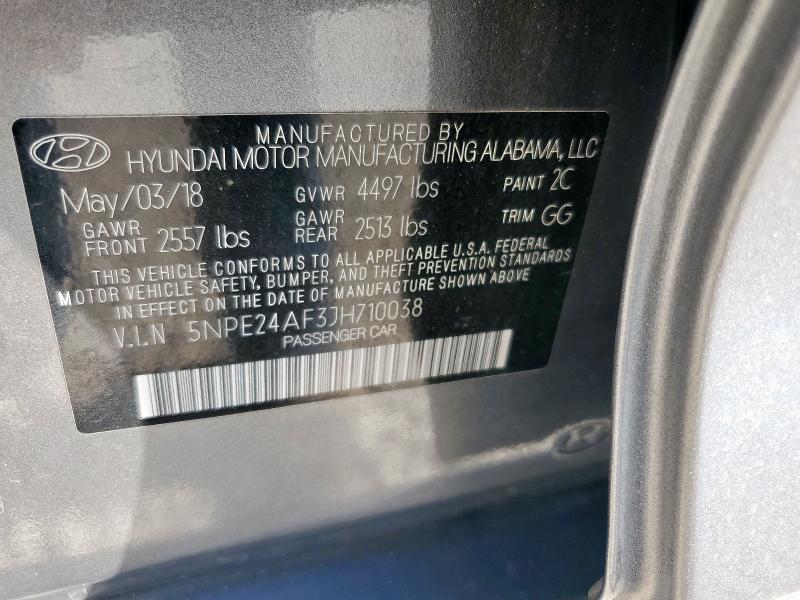 MANUFACTURED BY
HYUNDAI MOTOR MANUFACTURING ALABAMA, LLC
May/03/18 GVWR 4497 lbs PAINT 2C
GAWR FRONT 2557 lbs GAWR REAR 2513 lbs TRIM GG
THIS VEHICLE CONFORMS TO ALL APPLICABLE U.S.A. FEDERAL
MOTOR VEHICLE SAFETY, BUMPER, AND THEFT PREVENTION STANDARDS
IN EFFECT ON THE DATE OF MANUFACTURE SHOWN ABOVE
V.I.N 5NPE24AF3JH710038
PASSENGER CAR